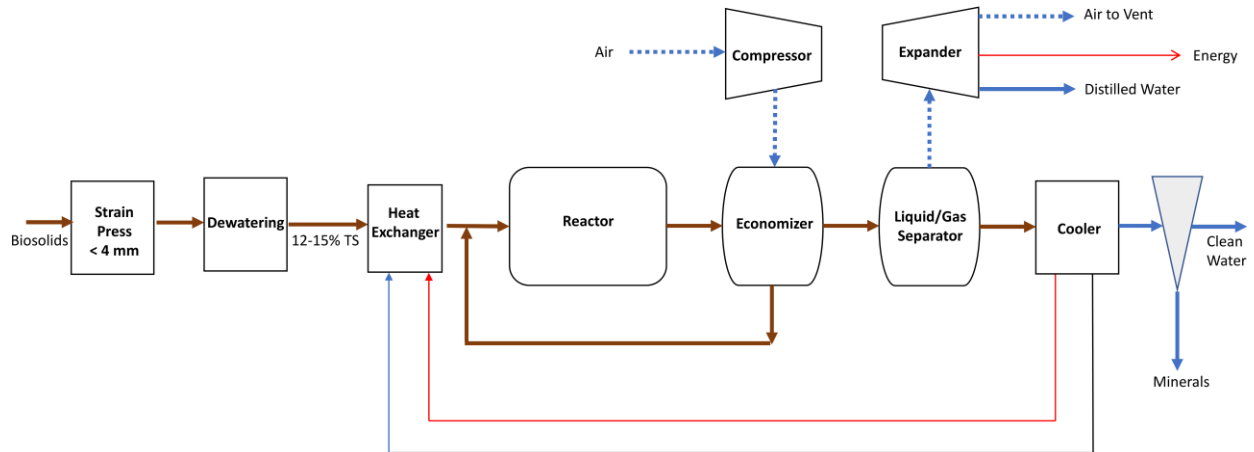 Air to Vent
Air
Compressor
Expander
Energy
Distilled Water
Biosolids
Strain
Press
< 4 mm
Dewatering
12-15% TS
Heat
Exchanger
Reactor
Economizer
Liquid/Gas
Separator
Cooler
Clean
Water
Minerals